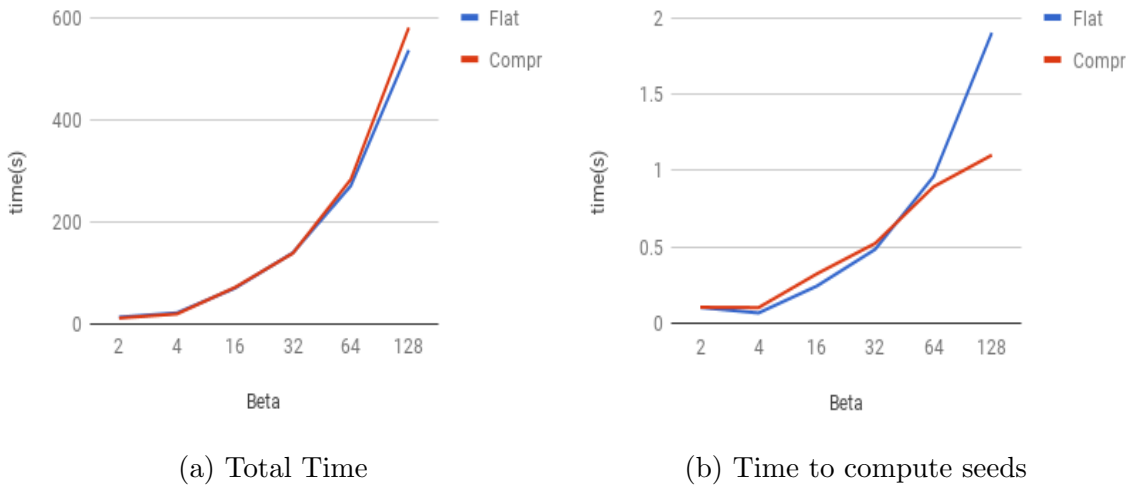 600
400
200
0
time(s)
2 4 16 32 64 128
Beta
Flat
Compr
(a) Total Time
2
1.5
1
0.5
0
time(s)
2 4 16 32 64 128
Beta
Flat
Compr
(b) Time to compute seeds